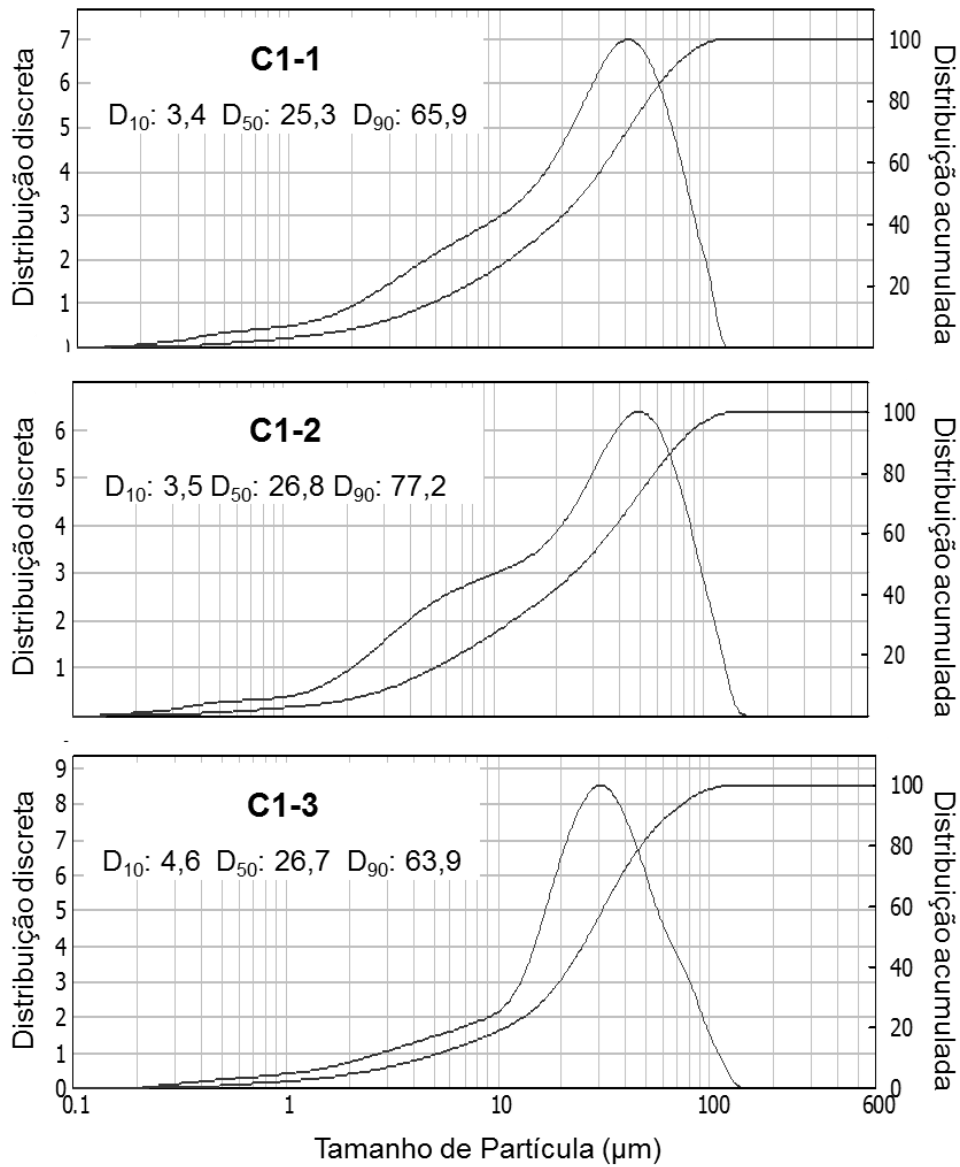 C1-1
D10: 3,4 D50: 25,3 D90: 65,9
Distribuição discreta
7
6
5
4
3
2
1
Distribuição acumulada
100
80
60
40
20
C1-2
D10: 3,5 D50: 26,8 D90: 77,2
Distribuição discreta
6
5
4
3
2
1
Distribuição acumulada
100
80
60
40
20
C1-3
D10: 4,6 D50: 26,7 D90: 63,9
Distribuição discreta
9
8
7
6
5
4
3
2
1
0
Distribuição acumulada
100
80
60
40
20
0
0.1 1 10 100 600
Tamanho de Partícula (µm)